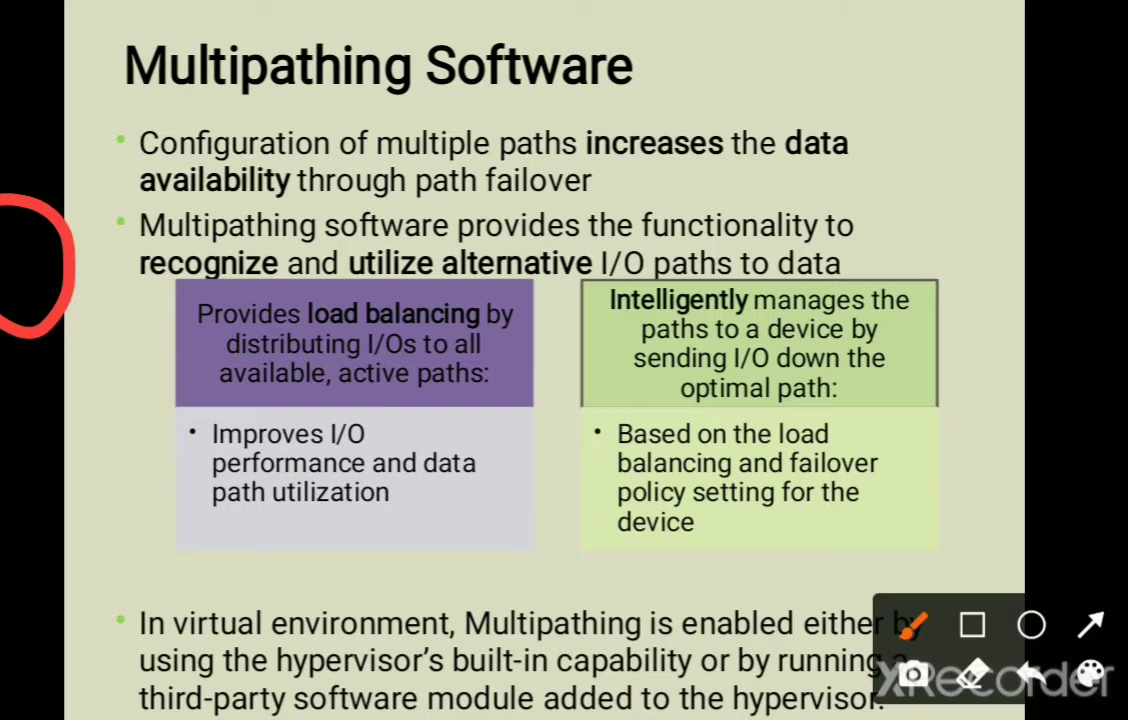 Multipathing Software
• Configuration of multiple paths increases the data
availability through path failover
• Multipathing software provides the functionality to
recognize and utilize alternative I/O paths to data
Provides load balancing by
distributing I/Os to all
available, active paths:
• Improves I/O
performance and data
path utilization
Intelligently manages the
paths to a device by
sending I/O down the
optimal path:
• Based on the load
balancing and failover
policy setting for the
device
• In virtual environment, Multipathing is enabled either by
using the hypervisor's built-in capability or by running a
third-party software module added to the hypervisor.
XRecorder